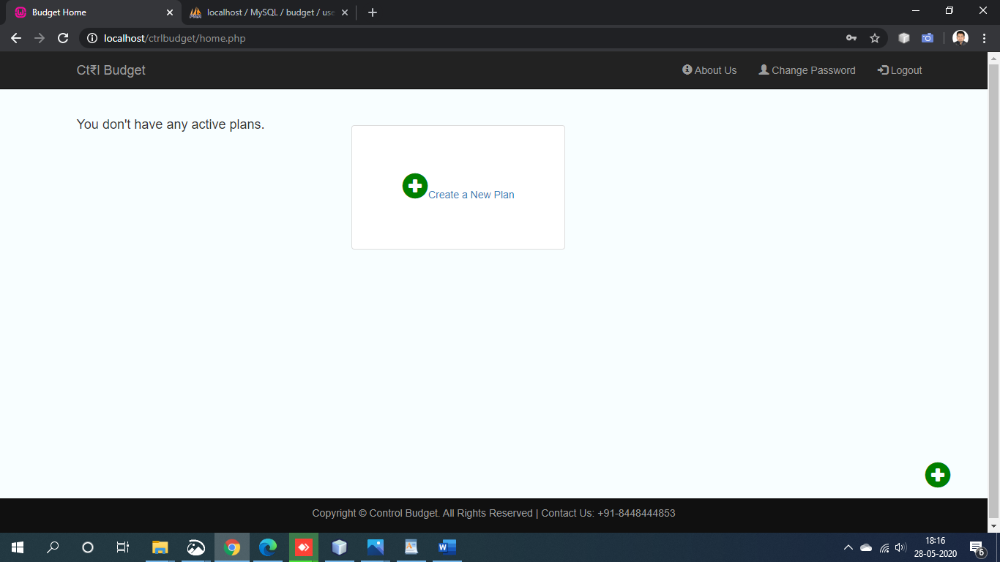 Budget Home
localhost / MySQL / budget / use
localhost/ctrlbudget/home.php
Ct₹l Budget
About Us
Change Password
Logout
You don't have any active plans.
Create a New Plan
Copyright © Control Budget. All Rights Reserved | Contact Us: +91-8448444853
18:16
28-05-2020
6